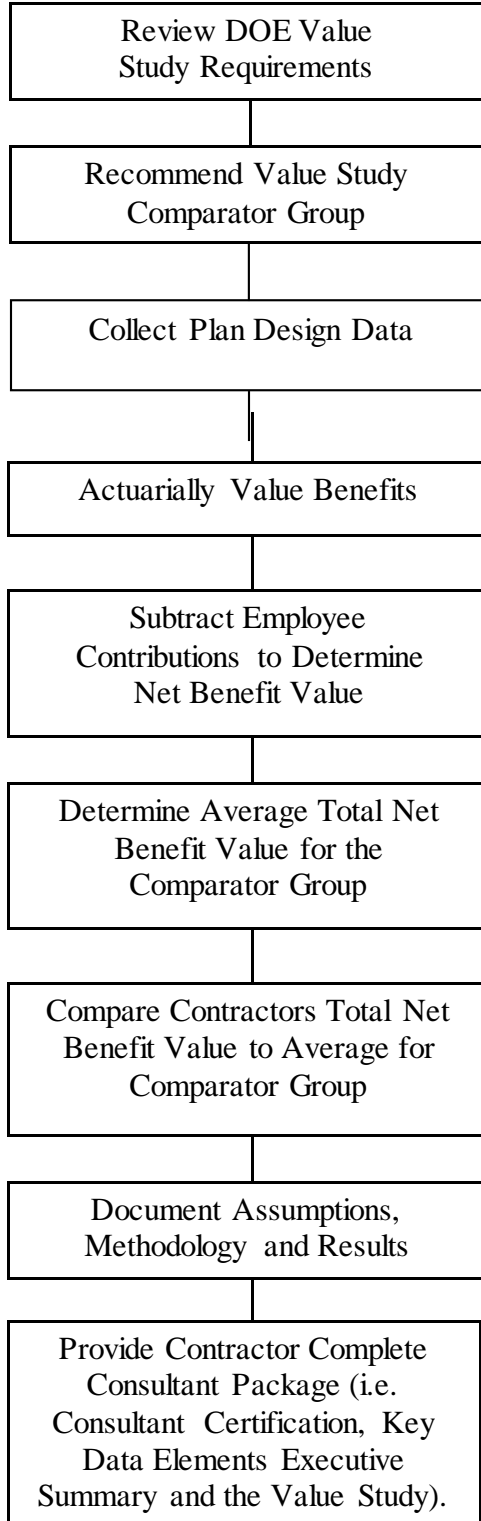 Review DOE Value
Study Requirements
Recommend Value Study
Comparator Group
Collect Plan Design Data
Actuarially Value Benefits
Subtract Employee
Contributions to Determine
Net Benefit Value
Determine Average Total Net
Benefit Value for the
Comparator Group
Compare Contractors Total Net
Benefit Value to Average for
Comparator Group
Document Assumptions,
Methodology and Results
Provide Contractor Complete
Consultant Package (i.e.
Consultant Certification, Key
Data Elements Executive
Summary and the Value Study).